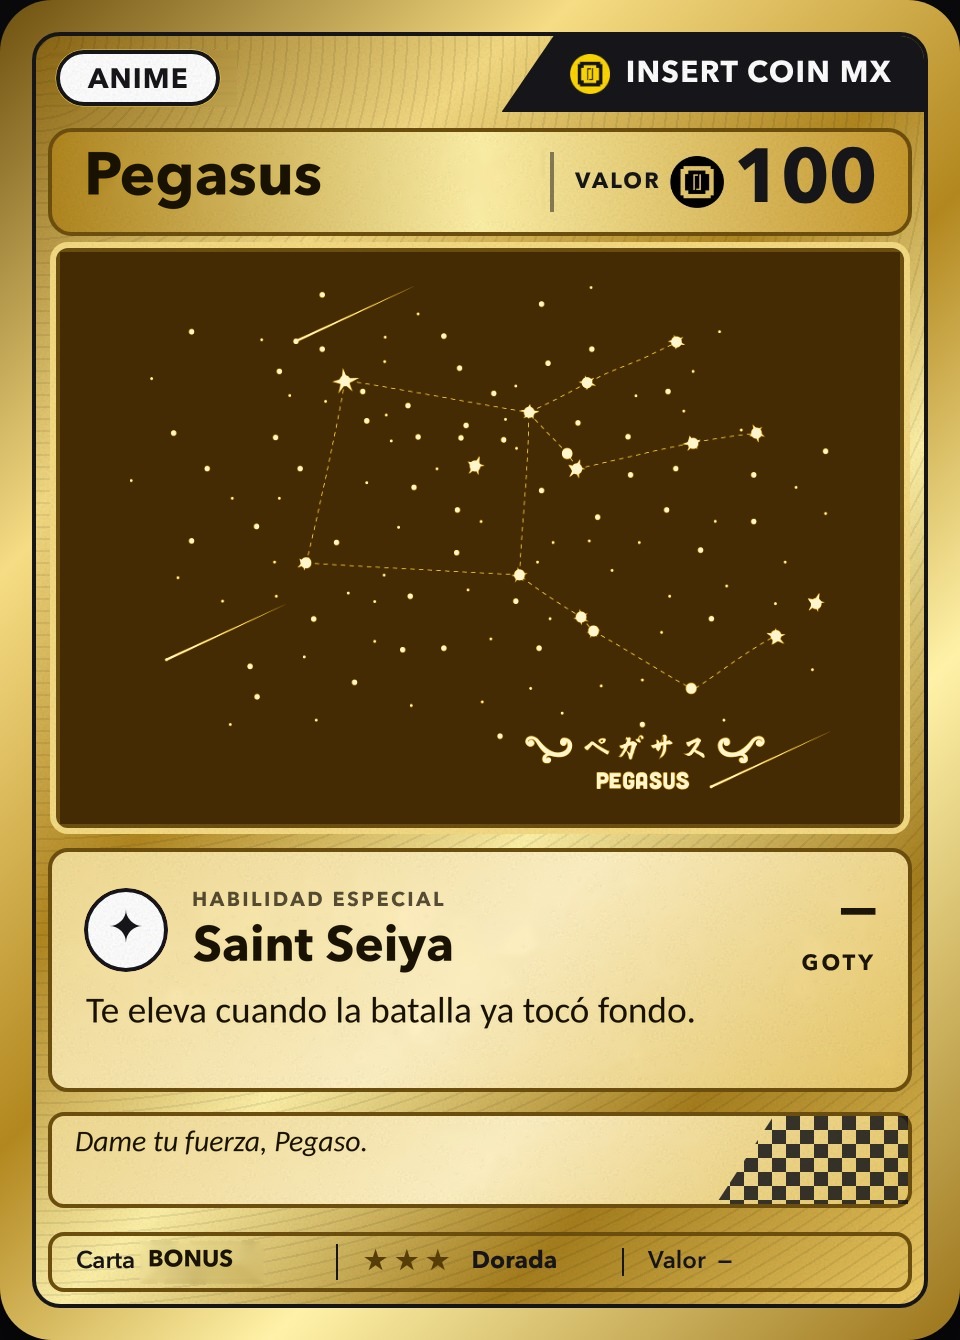 ANIME
INSERT COIN MX
Pegasus
VALOR 100
ペガサス
PEGASUS
HABILIDAD ESPECIAL
Saint Seiya
–
GOTY
Te eleva cuando la batalla ya tocó fondo.
Dame tu fuerza, Pegaso.
Carta BONUS | ★★★ Dorada | Valor –